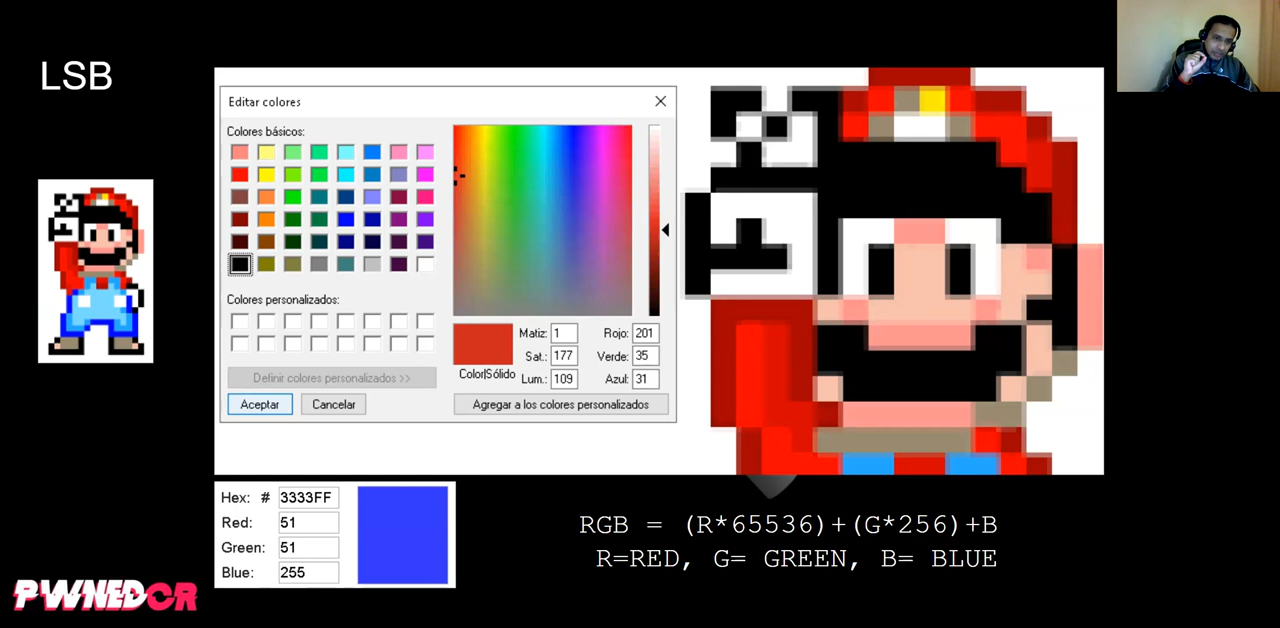 LSB
Editar colores
Colores básicos:
Colores personalizados:
Definir colores personalizados >>
Aceptar
Cancelar
Color|Sólido
Matiz: 1
Sat.: 177
Lum.: 109
Rojo: 201
Verde: 35
Azul: 31
Agregar a los colores personalizados
Hex: # 3333FF
Red: 51
Green: 51
Blue: 255
RGB = (R*65536)+(G*256)+B
R=RED, G= GREEN, B= BLUE
PWNEDCR